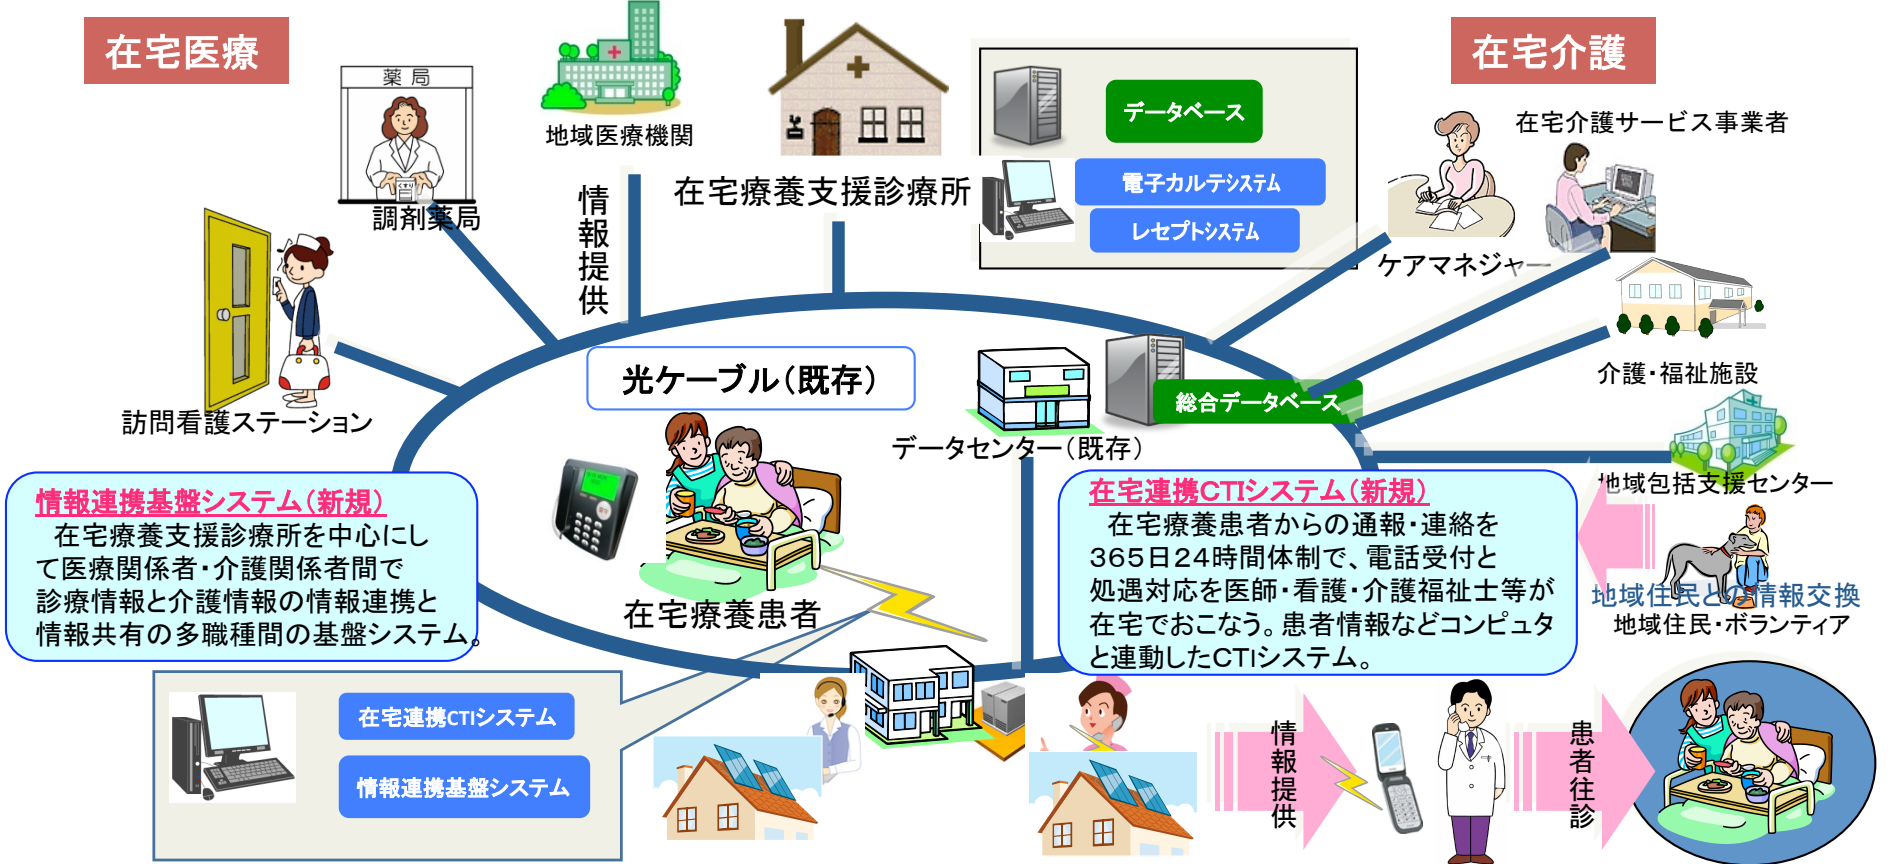 在宅医療
在宅介護
薬局
くすり
調剤薬局
地域医療機関
情報提供
在宅療養支援診療所
データベース
電子カルテシステム
レセプトシステム
在宅介護サービス事業者
ケアマネジャー
介護・福祉施設
訪問看護ステーション
光ケーブル(既存)
総合データベース
データセンター(既存)
地域包括支援センター
情報連携基盤システム(新規)
在宅療養支援診療所を中心にし
て医療関係者・介護関係者間で
診療情報と介護情報の情報連携と
情報共有の多職種間の基盤システム。
在宅療養患者
在宅連携CTIシステム(新規)
在宅療養患者からの通報・連絡を
365日24時間体制で、電話受付と
処遇対応を医師・看護・介護福祉士等が
在宅でおこなう。患者情報などコンピュタ
と連動したCTIシステム。
地域住民との情報交換
地域住民・ボランティア
在宅連携CTIシステム
情報連携基盤システム
情報提供
患者往診